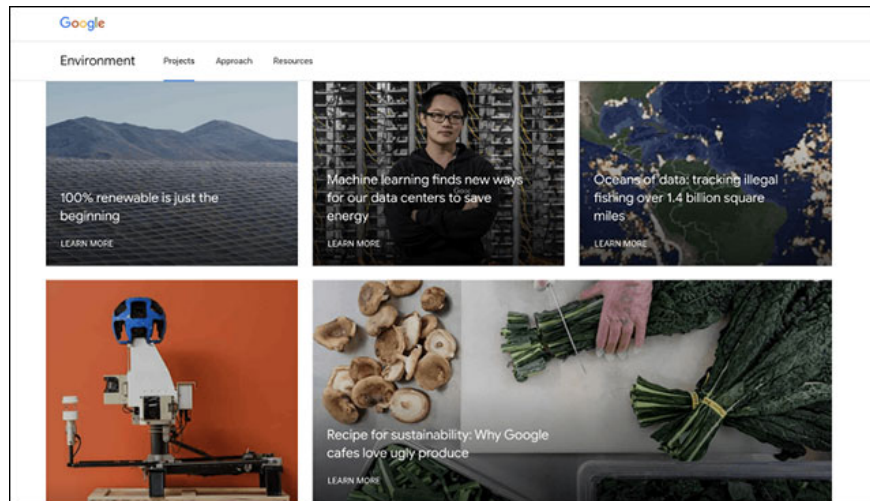 Google
Environment
Projects
Approach
Resources
100% renewable is just the
beginning
LEARN MORE
Machine learning finds new ways
for our data centers to save
energy
LEARN MORE
Oceans of data: tracking illegal
fishing over 1.4 billion square
miles
LEARN MORE
Recipe for sustainability: Why Google
cafes love ugly produce
LEARN MORE